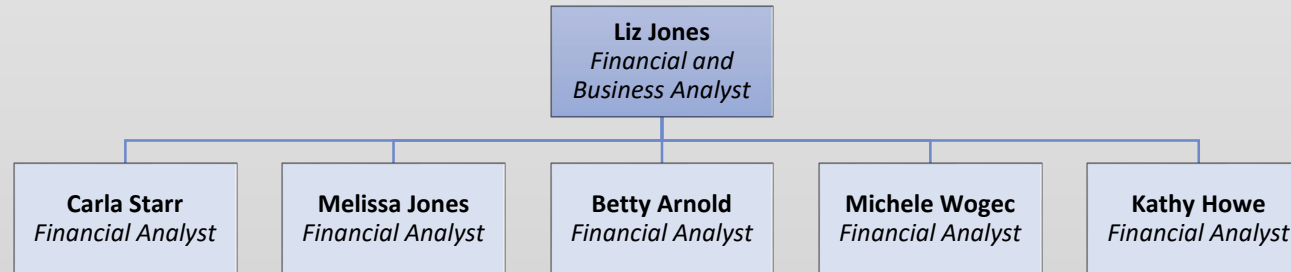 Liz Jones
Financial and
Business Analyst
Carla Starr
Financial Analyst
Melissa Jones
Financial Analyst
Betty Arnold
Financial Analyst
Michele Wogec
Financial Analyst
Kathy Howe
Financial Analyst